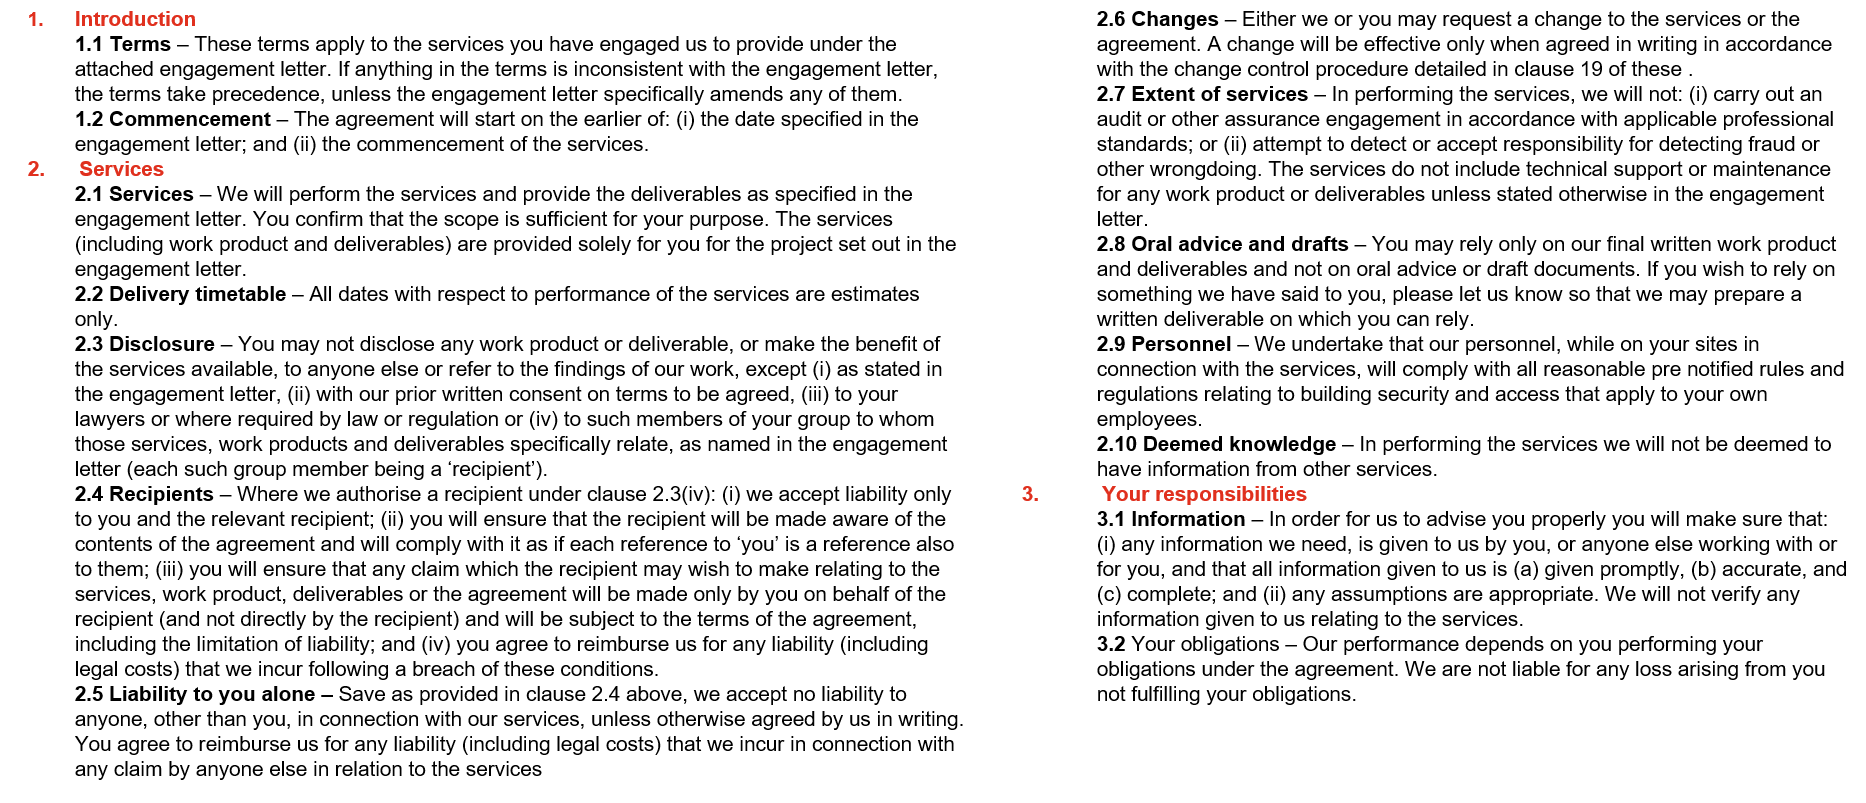 1. Introduction
1.1 Terms – These terms apply to the services you have engaged us to provide under the
attached engagement letter. If anything in the terms is inconsistent with the engagement letter,
the terms take precedence, unless the engagement letter specifically amends any of them.
1.2 Commencement – The agreement will start on the earlier of: (i) the date specified in the
engagement letter; and (ii) the commencement of the services.
2. Services
2.1 Services – We will perform the services and provide the deliverables as specified in the
engagement letter. You confirm that the scope is sufficient for your purpose. The services
(including work product and deliverables) are provided solely for you for the project set out in the
engagement letter.
2.2 Delivery timetable – All dates with respect to performance of the services are estimates
only.
2.3 Disclosure – You may not disclose any work product or deliverable, or make the benefit of
the services available, to anyone else or refer to the findings of our work, except (i) as stated in
the engagement letter, (ii) with our prior written consent on terms to be agreed, (iii) to your
lawyers or where required by law or regulation or (iv) to such members of your group to whom
those services, work products and deliverables specifically relate, as named in the engagement
letter (each such group member being a ‘recipient’).
2.4 Recipients – Where we authorise a recipient under clause 2.3(iv): (i) we accept liability only
to you and the relevant recipient; (ii) you will ensure that the recipient will be made aware of the
contents of the agreement and will comply with it as if each reference to ‘you’ is a reference also
to them; (iii) you will ensure that any claim which the recipient may wish to make relating to the
services, work product, deliverables or the agreement will be made only by you on behalf of the
recipient (and not directly by the recipient) and will be subject to the terms of the agreement,
including the limitation of liability; and (iv) you agree to reimburse us for any liability (including
legal costs) that we incur following a breach of these conditions.
2.5 Liability to you alone – Save as provided in clause 2.4 above, we accept no liability to
anyone, other than you, in connection with our services, unless otherwise agreed by us in writing.
You agree to reimburse us for any liability (including legal costs) that we incur in connection with
any claim by anyone else in relation to the services
2.6 Changes – Either we or you may request a change to the services or the
agreement. A change will be effective only when agreed in writing in accordance
with the change control procedure detailed in clause 19 of these .
2.7 Extent of services – In performing the services, we will not: (i) carry out an
audit or other assurance engagement in accordance with applicable professional
standards; or (ii) attempt to detect or accept responsibility for detecting fraud or
other wrongdoing. The services do not include technical support or maintenance
for any work product or deliverables unless stated otherwise in the engagement
letter.
2.8 Oral advice and drafts – You may rely only on our final written work product
and deliverables and not on oral advice or draft documents. If you wish to rely on
something we have said to you, please let us know so that we may prepare a
written deliverable on which you can rely.
2.9 Personnel – We undertake that our personnel, while on your sites in
connection with the services, will comply with all reasonable pre notified rules and
regulations relating to building security and access that apply to your own
employees.
2.10 Deemed knowledge – In performing the services we will not be deemed to
have information from other services.
3. Your responsibilities
3.1 Information – In order for us to advise you properly you will make sure that:
(i) any information we need, is given to us by you, or anyone else working with or
for you, and that all information given to us is (a) given promptly, (b) accurate, and
(c) complete; and (ii) any assumptions are appropriate. We will not verify any
information given to us relating to the services.
3.2 Your obligations – Our performance depends on you performing your
obligations under the agreement. We are not liable for any loss arising from you
not fulfilling your obligations.